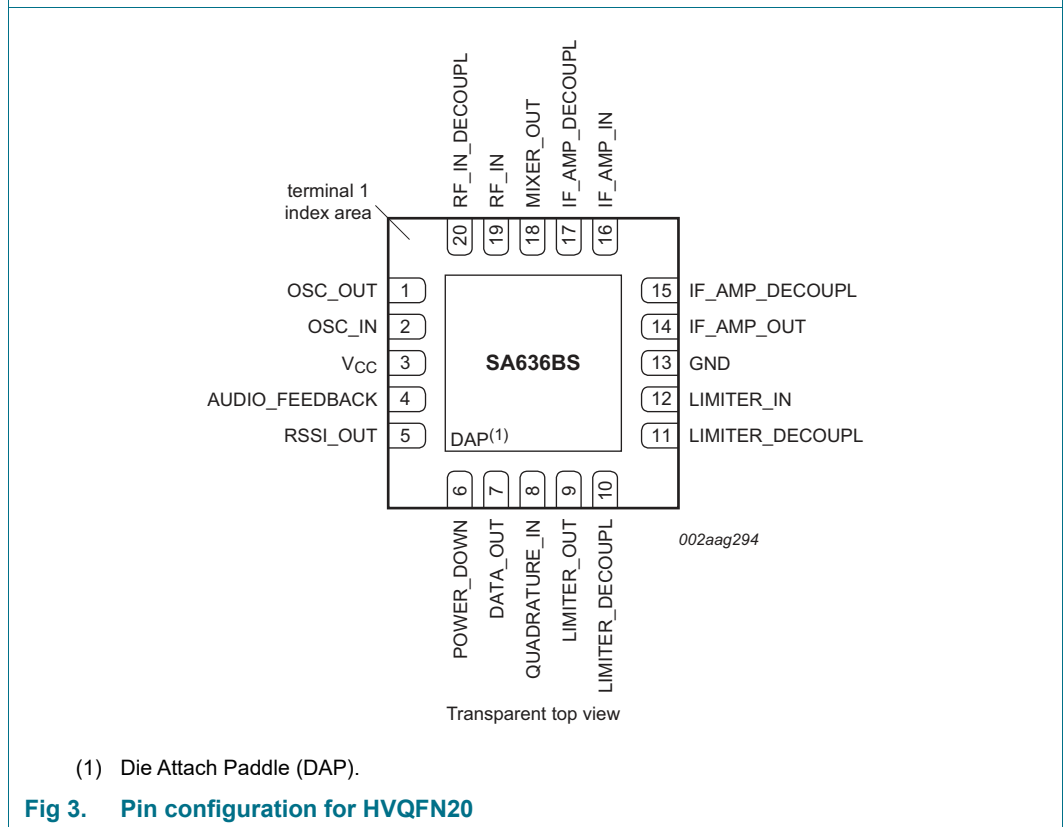 RF_IN_DECOUPL
RF_IN
MIXER_OUT
IF_AMP_DECOUPL
IF_AMP_IN
terminal 1
index area
20
19
18
17
16
OSC_OUT 1
OSC_IN 2
VCC 3
AUDIO_FEEDBACK 4
RSSI_OUT 5
SA636BS
DAP(1)
15 IF_AMP_DECOUPL
14 IF_AMP_OUT
13 GND
12 LIMITER_IN
11 LIMITER_DECOUPL
6
7
8
9
10
POWER_DOWN
DATA_OUT
QUADRATURE_IN
LIMITER_OUT
LIMITER_DECOUPL
002aag294
Transparent top view
(1) Die Attach Paddle (DAP).
Fig 3. Pin configuration for HVQFN20